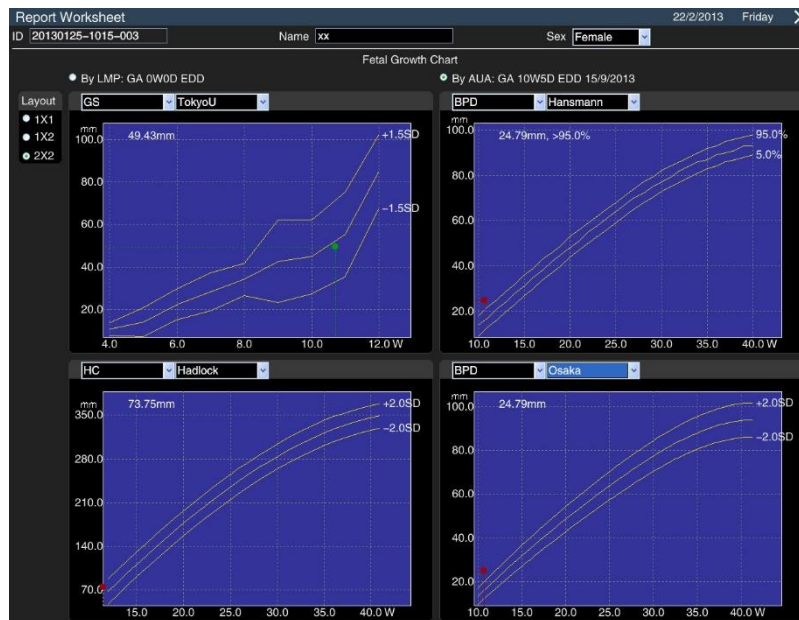 Report Worksheet 22/2/2013 Friday X
ID 20130125-1015-003 Name xx Sex Female
Fetal Growth Chart
By LMP: GA 0W0D EDD By AUA: GA 10W5D EDD 15/9/2013
Layout
1X1
1X2
2X2
GS TokyoU
mm
49.43mm
+1.5SD
-1.5SD
100.0
80.0
60.0
40.0
20.0
4.0 6.0 8.0 10.0 12.0 W
BPD Hansmann
mm
24.79mm, >95.0%
95.0%
5.0%
100.0
80.0
60.0
40.0
20.0
10.0 15.0 20.0 25.0 30.0 35.0 40.0 W
HC Hadlock
mm
73.75mm
+2.0SD
-2.0SD
350.0
280.0
210.0
140.0
70.0
15.0 20.0 25.0 30.0 35.0 40.0 W
BPD Osaka
mm
24.79mm
+2.0SD
-2.0SD
100.0
80.0
60.0
40.0
20.0
10.0 15.0 20.0 25.0 30.0 35.0 40.0 W